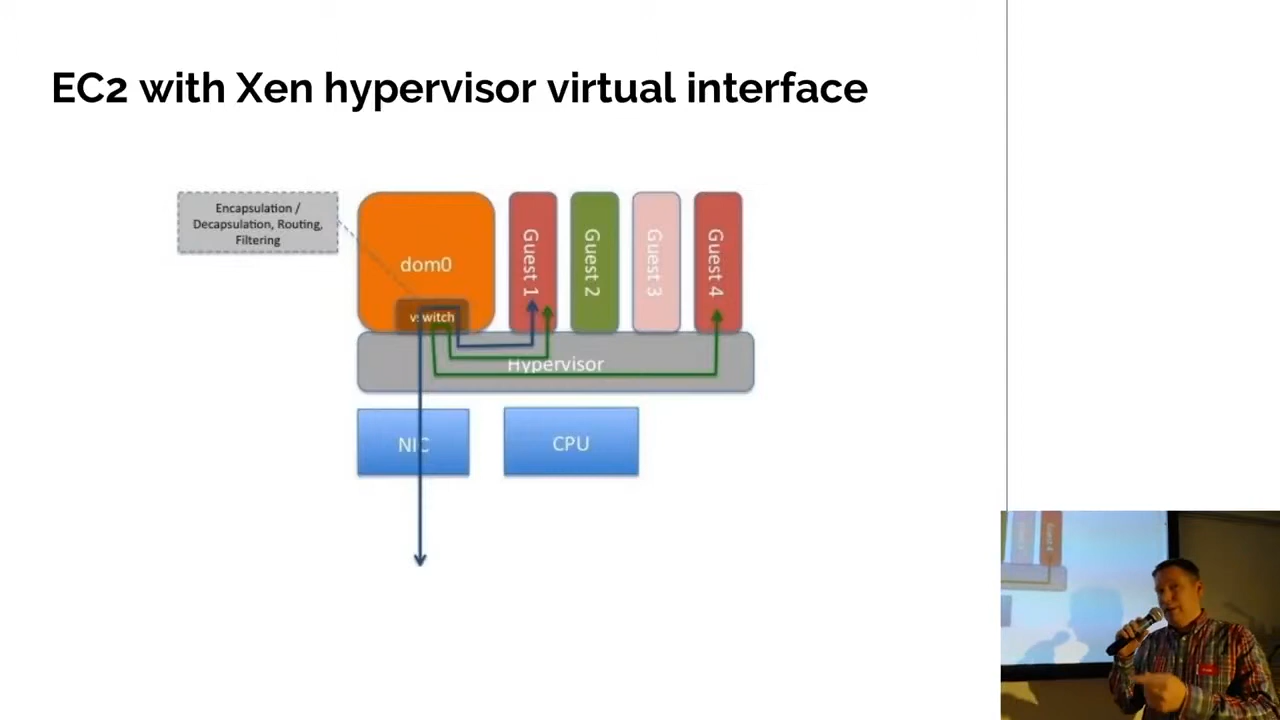 EC2 with Xen hypervisor virtual interface
Encapsulation /
Decapsulation, Routing,
Filtering
dom0
vswitch
Guest 1
Guest 2
Guest 3
Guest 4
Hypervisor
NIC
CPU